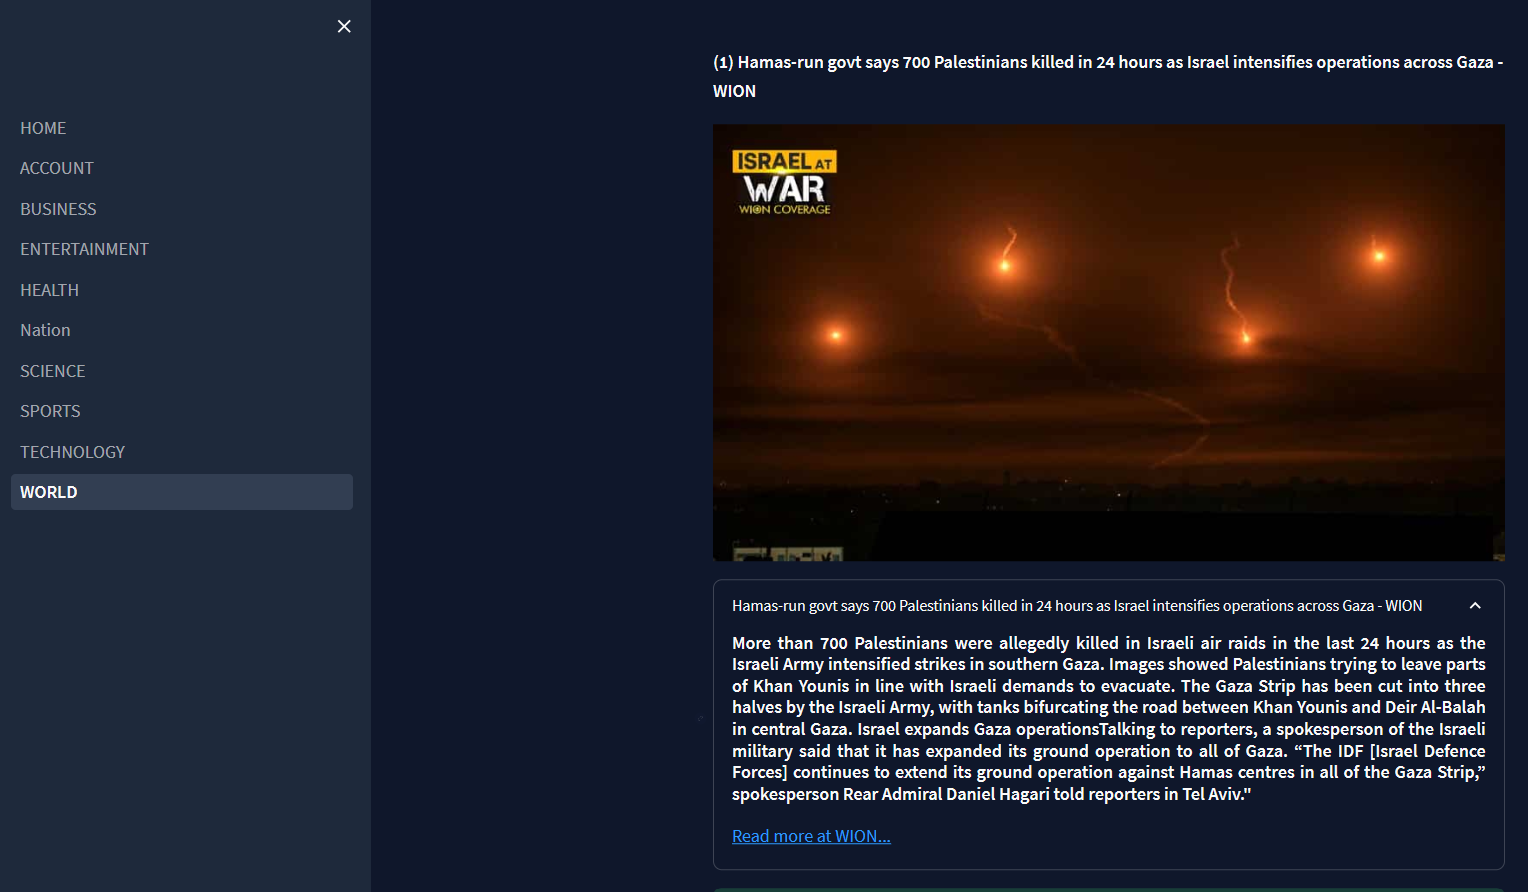 HOME
ACCOUNT
BUSINESS
ENTERTAINMENT
HEALTH
Nation
SCIENCE
SPORTS
TECHNOLOGY
WORLD
(1) Hamas-run govt says 700 Palestinians killed in 24 hours as Israel intensifies operations across Gaza -
WION
ISRAEL AT
WAR
WION COVERAGE
Hamas-run govt says 700 Palestinians killed in 24 hours as Israel intensifies operations across Gaza - WION
More than 700 Palestinians were allegedly killed in Israeli air raids in the last 24 hours as the
Israeli Army intensified strikes in southern Gaza. Images showed Palestinians trying to leave parts
of Khan Younis in line with Israeli demands to evacuate. The Gaza Strip has been cut into three
halves by the Israeli Army, with tanks bifurcating the road between Khan Younis and Deir Al-Balah
in central Gaza. Israel expands Gaza operationsTalking to reporters, a spokesperson of the Israeli
military said that it has expanded its ground operation to all of Gaza. “The IDF [Israel Defence
Forces] continues to extend its ground operation against Hamas centres in all of the Gaza Strip,”
spokesperson Rear Admiral Daniel Hagari told reporters in Tel Aviv."
Read more at WION...